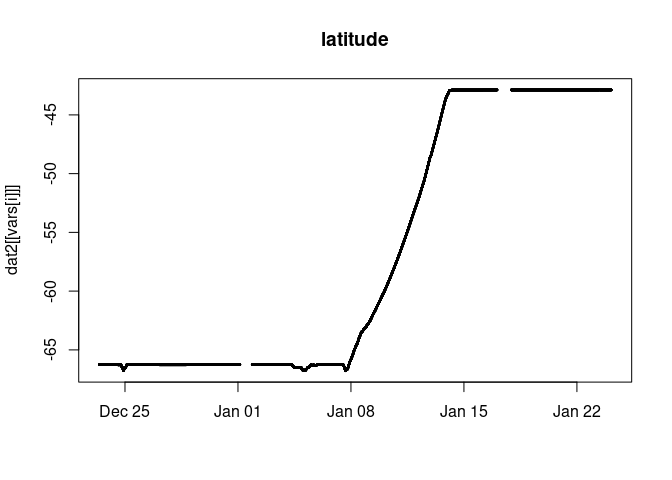 latitude
dat2[[vars[i]]]
-45
-50
-55
-60
-65
Dec 25
Jan 01
Jan 08
Jan 15
Jan 22